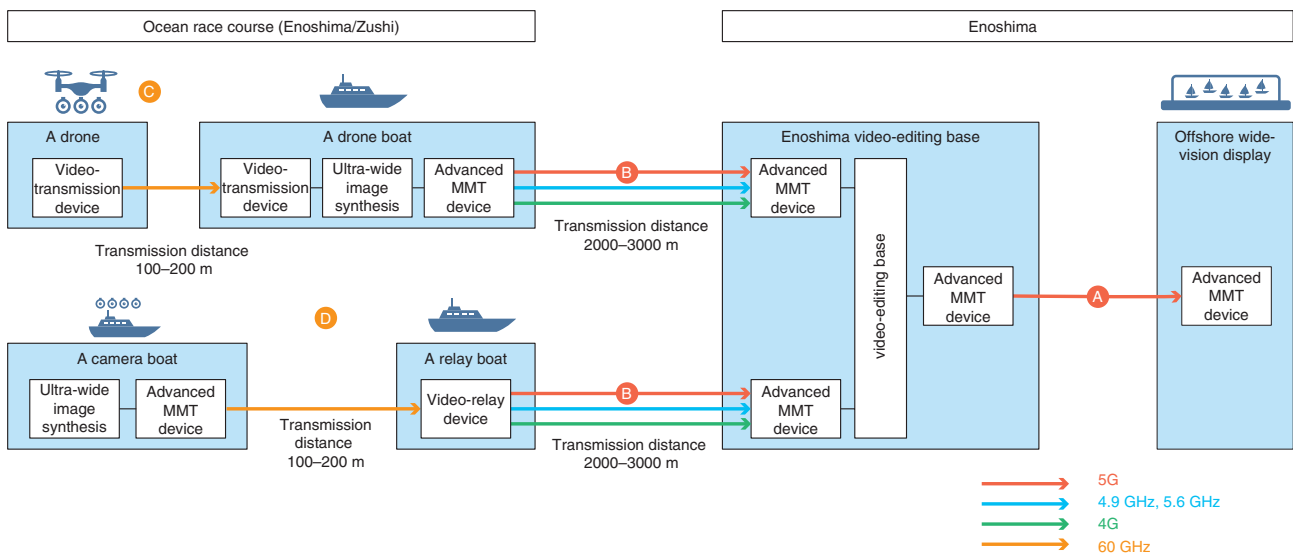 Ocean race course (Enoshima/Zushi)
Enoshima
C
A drone
Video-
transmission
device
A drone boat
Video-
transmission
device
Ultra-wide
image
synthesis
Advanced
MMT
device
B
Transmission distance
100–200 m
Transmission distance
2000–3000 m
Enoshima video-editing base
Advanced
MMT
device
video-editing base
Advanced
MMT
device
A
Offshore wide-
vision display
Advanced
MMT
device
D
A camera boat
Ultra-wide
image
synthesis
Advanced
MMT
device
Transmission
distance
100–200 m
A relay boat
Video-relay
device
B
Transmission distance
2000–3000 m
Advanced
MMT
device
5G
4.9 GHz, 5.6 GHz
4G
60 GHz